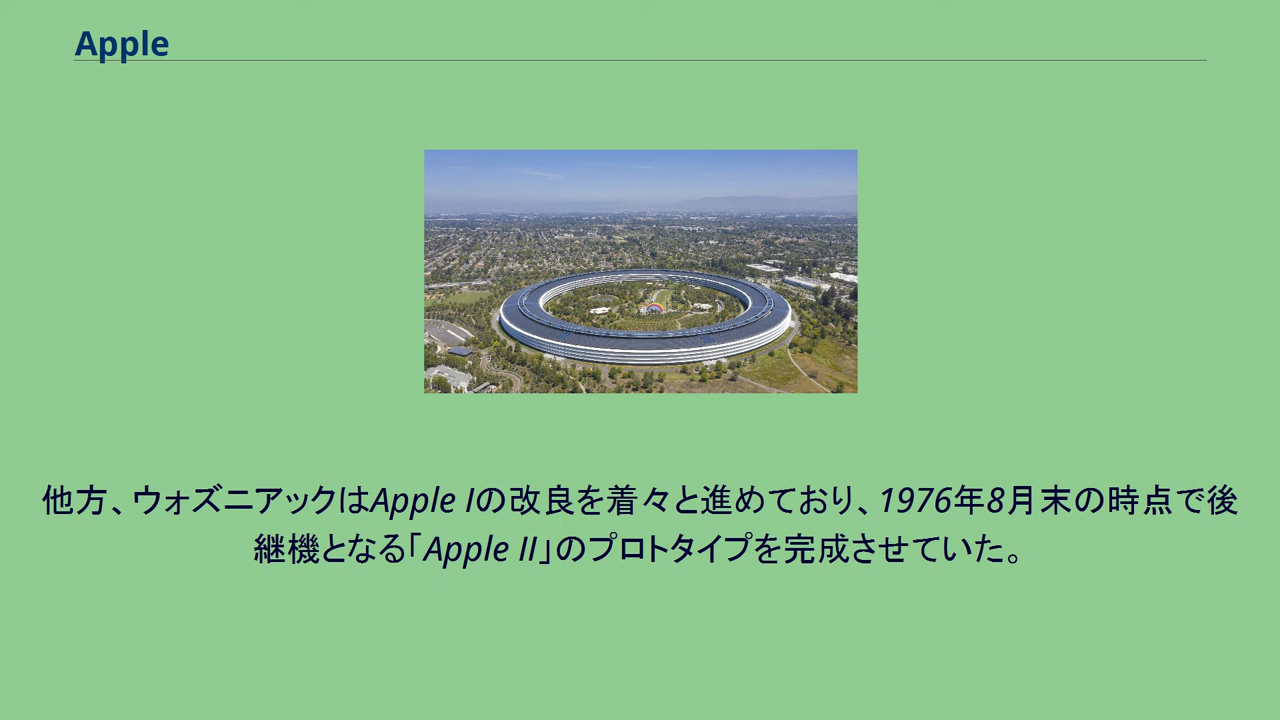 Apple
他方、ウォズニアックはApple Iの改良を着々と進めており、1976年8月末の時点で後
継機となる「Apple II」のプロトタイプを完成させていた。